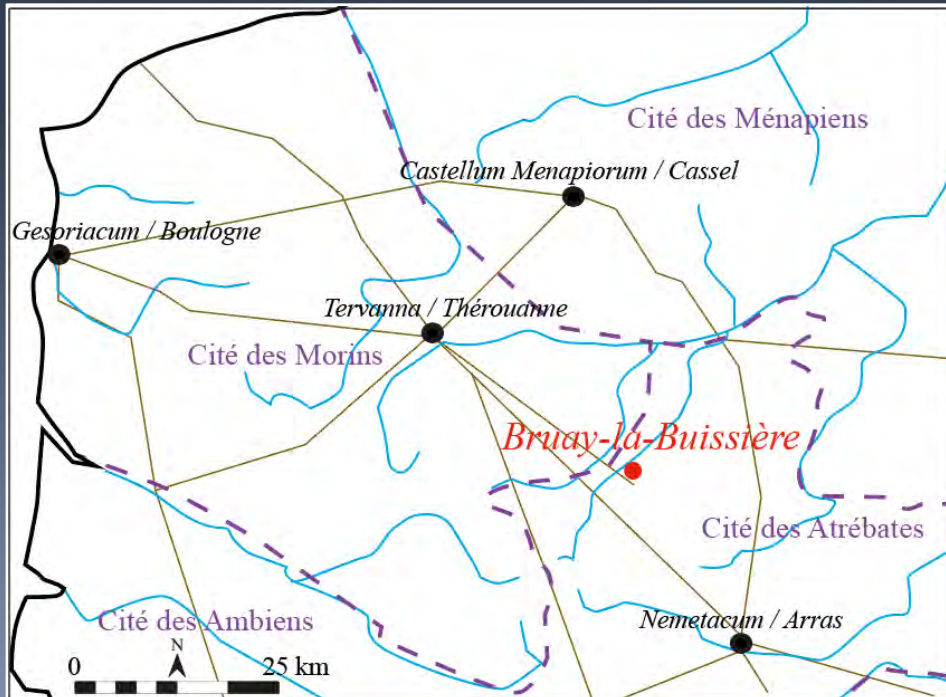 Cité des Ménapiens
Castellum Menapiorum / Cassel
Gesoriacum / Boulogne
Tervanna / Thérouanne
Cité des Morins
Bruay-la-Buissière
Cité des Atrébates
Cité des Ambiens
Nemetacum / Arras
N
0 25 km